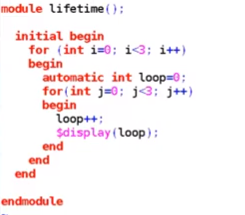 module lifetime();
initial begin
for (int i=0; i<3; i++)
begin
automatic int loop=0;
for(int j=0; j<3; j++)
begin
loop++;
$display(loop);
end
end
end
endmodule